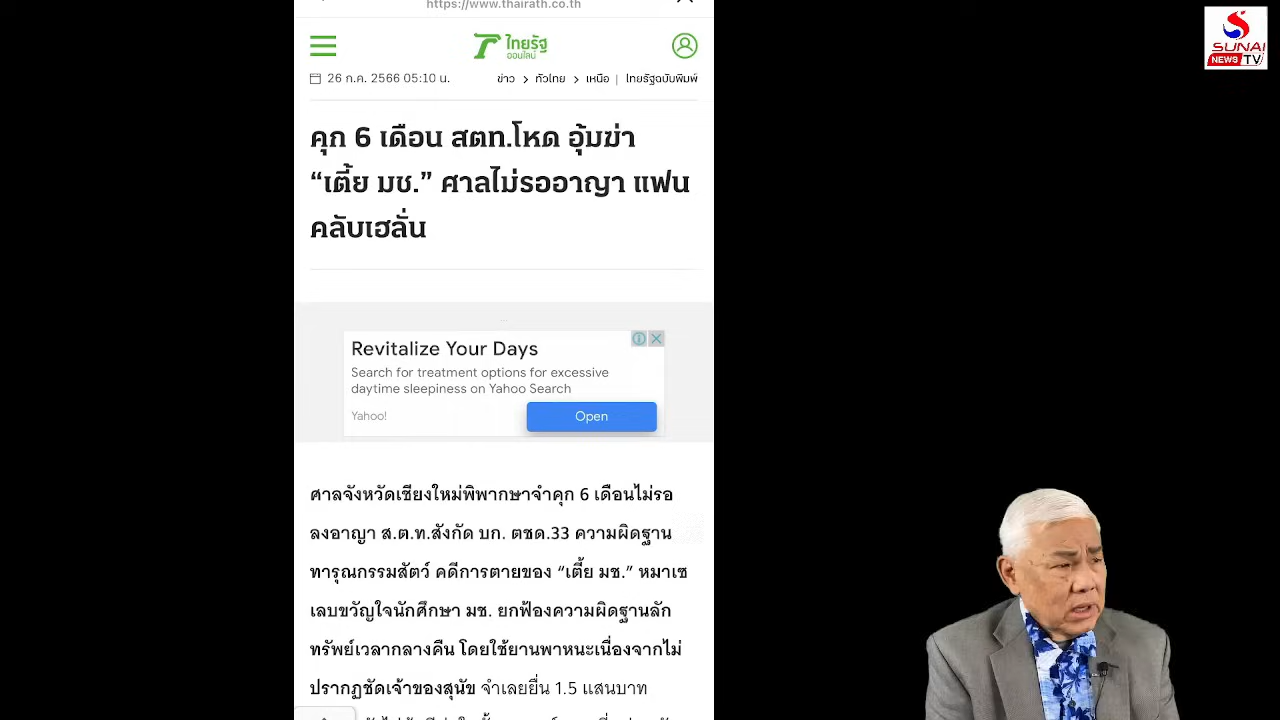 https://www.thairath.co.th
ไทยรัฐ
ออนไลน์
SUNAI
NEWS TV
26 ก.ค. 2566 05:10 น.
ข่าว > ทั่วไทย > เหนือ | ไทยรัฐฉบับพิมพ์
คุก 6 เดือน สตท.โหด อุ้มฆ่า
“เตี้ย มช.” ศาลไม่รออาญา แฟน
คลับเฮลั่น
Revitalize Your Days
Search for treatment options for excessive
daytime sleepiness on Yahoo Search
Yahoo!
Open
ศาลจังหวัดเชียงใหม่พิพากษาจำคุก 6 เดือนไม่รอ
ลงอาญา ส.ต.ท.สังกัด บก. ตชด.33 ความผิดฐาน
ทารุณกรรมสัตว์ คดีการตายของ “เตี้ย มช.” หมาเซ
เลบขวัญใจนักศึกษา มช. ยกฟ้องความผิดฐานลัก
ทรัพย์เวลากลางคืน โดยใช้ยานพาหนะเนื่องจากไม่
ปรากฏชัดเจ้าของสุนัข จำเลยยื่น 1.5 แสนบาท